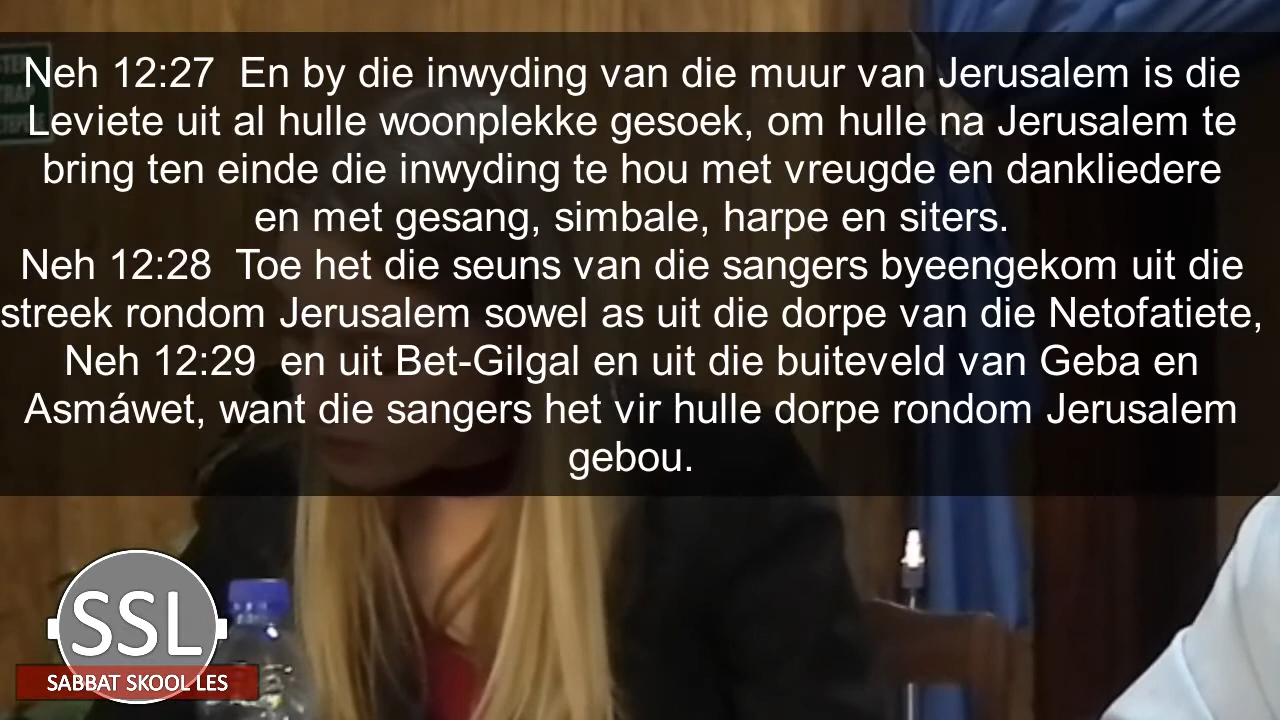 Neh 12:27  En by die inwyding van die muur van Jerusalem is die
Leviete uit al hulle woonplekke gesoek, om hulle na Jerusalem te
bring ten einde die inwyding te hou met vreugde en dankliedere
en met gesang, simbale, harpe en siters.
Neh 12:28  Toe het die seuns van die sangers byeengekom uit die
streek rondom Jerusalem sowel as uit die dorpe van die Netofatiete,
Neh 12:29  en uit Bet-Gilgal en uit die buiteveld van Geba en
Asmáwet, want die sangers het vir hulle dorpe rondom Jerusalem
gebou.
SSL
SABBAT SKOOL LES